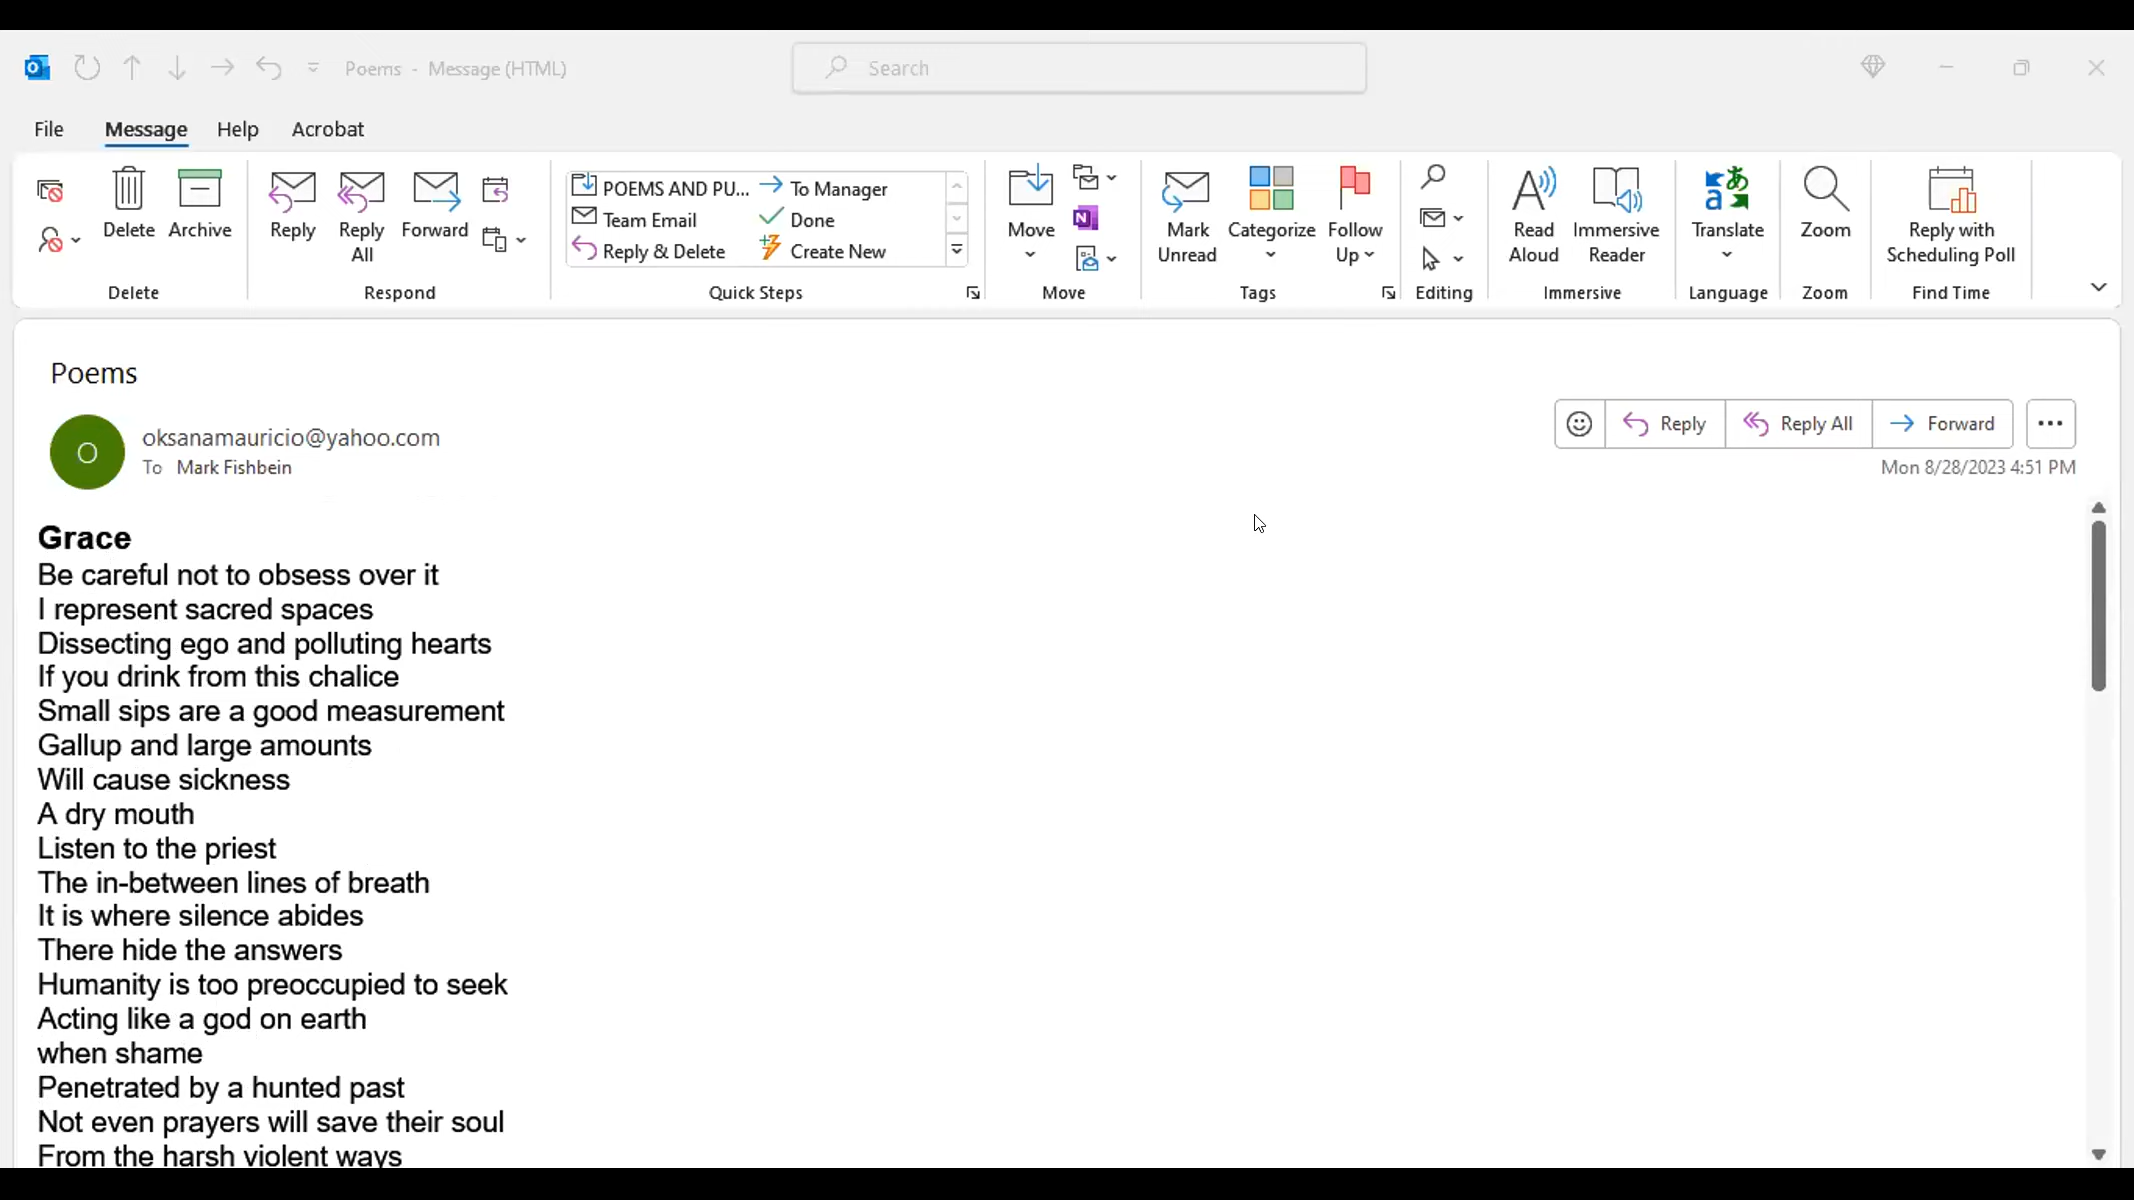 Poems - Message (HTML)
Search
File Message Help Acrobat
Delete Archive
Reply Reply All Forward
POEMS AND PU... To Manager
Team Email Done
Reply & Delete Create New
Move
Mark Unread Categorize Follow Up
Read Aloud Immersive Reader
Translate
Zoom
Reply with Scheduling Poll
Delete Respond Quick Steps Move Tags Editing Immersive Language Zoom Find Time
Poems
O
oksanamauricio@yahoo.com
To Mark Fishbein
Reply Reply All Forward
Mon 8/28/2023 4:51 PM
Grace
Be careful not to obsess over it
I represent sacred spaces
Dissecting ego and polluting hearts
If you drink from this chalice
Small sips are a good measurement
Gallup and large amounts
Will cause sickness
A dry mouth
Listen to the priest
The in-between lines of breath
It is where silence abides
There hide the answers
Humanity is too preoccupied to seek
Acting like a god on earth
when shame
Penetrated by a hunted past
Not even prayers will save their soul
From the harsh violent ways